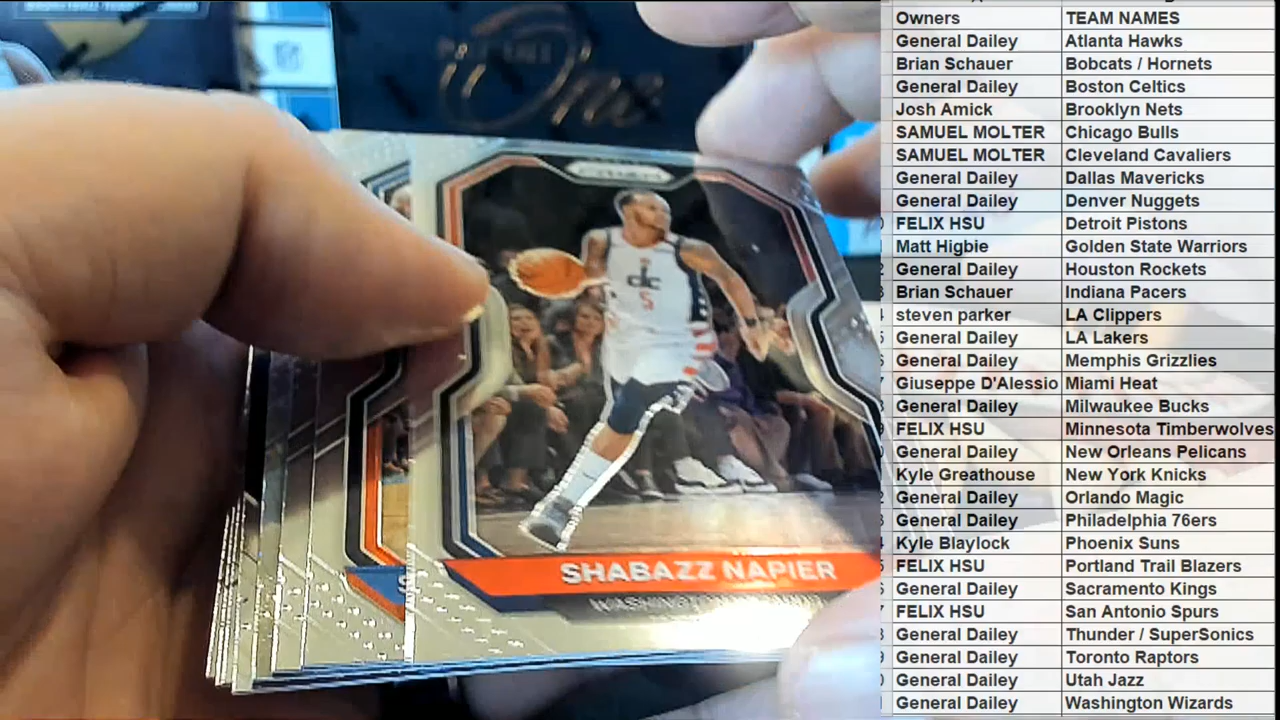 One
PRIZM
dc
5
SHABAZZ NAPIER
WASHINGTON
Owners TEAM NAMES
General Dailey Atlanta Hawks
Brian Schauer Bobcats / Hornets
General Dailey Boston Celtics
Josh Amick Brooklyn Nets
SAMUEL MOLTER Chicago Bulls
SAMUEL MOLTER Cleveland Cavaliers
General Dailey Dallas Mavericks
General Dailey Denver Nuggets
FELIX HSU Detroit Pistons
Matt Higbie Golden State Warriors
General Dailey Houston Rockets
Brian Schauer Indiana Pacers
steven parker LA Clippers
General Dailey LA Lakers
General Dailey Memphis Grizzlies
Giuseppe D'Alessio Miami Heat
General Dailey Milwaukee Bucks
FELIX HSU Minnesota Timberwolves
General Dailey New Orleans Pelicans
Kyle Greathouse New York Knicks
General Dailey Orlando Magic
General Dailey Philadelphia 76ers
Kyle Blaylock Phoenix Suns
FELIX HSU Portland Trail Blazers
General Dailey Sacramento Kings
FELIX HSU San Antonio Spurs
General Dailey Thunder / SuperSonics
General Dailey Toronto Raptors
General Dailey Utah Jazz
General Dailey Washington Wizards